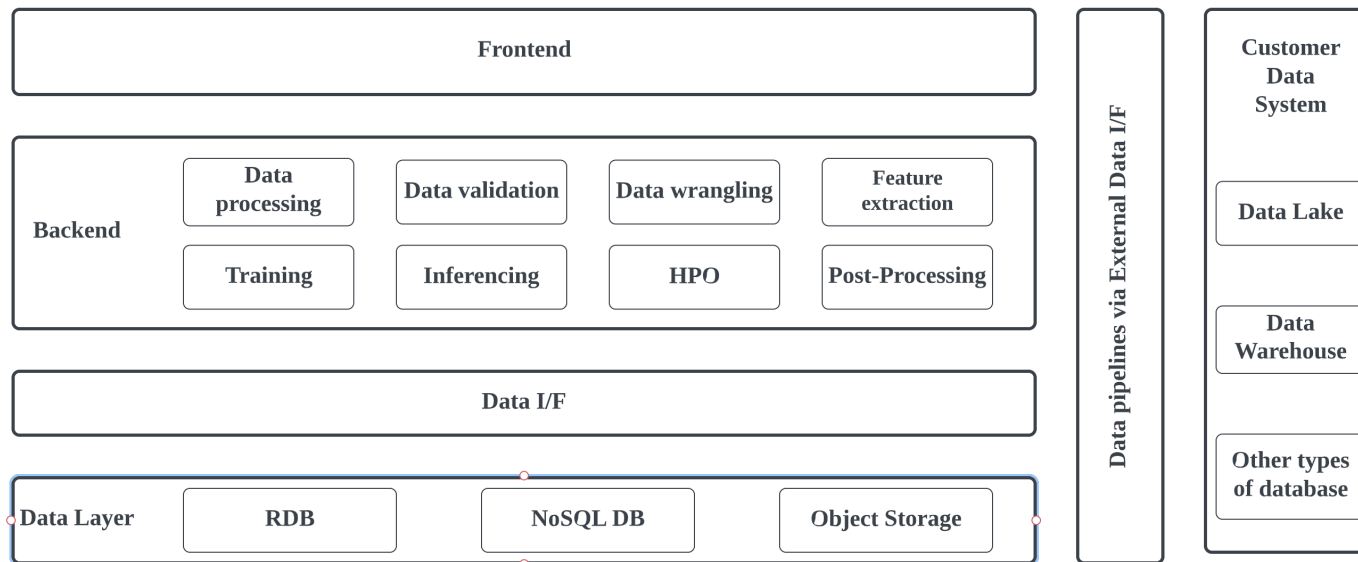 Frontend
Backend
Data
processing
Data validation
Data wrangling
Feature
extraction
Training
Inferencing
HPO
Post-Processing
Data I/F
Data Layer
RDB
NoSQL DB
Object Storage
Data pipelines via External Data I/F
Customer
Data
System
Data Lake
Data
Warehouse
Other types
of database